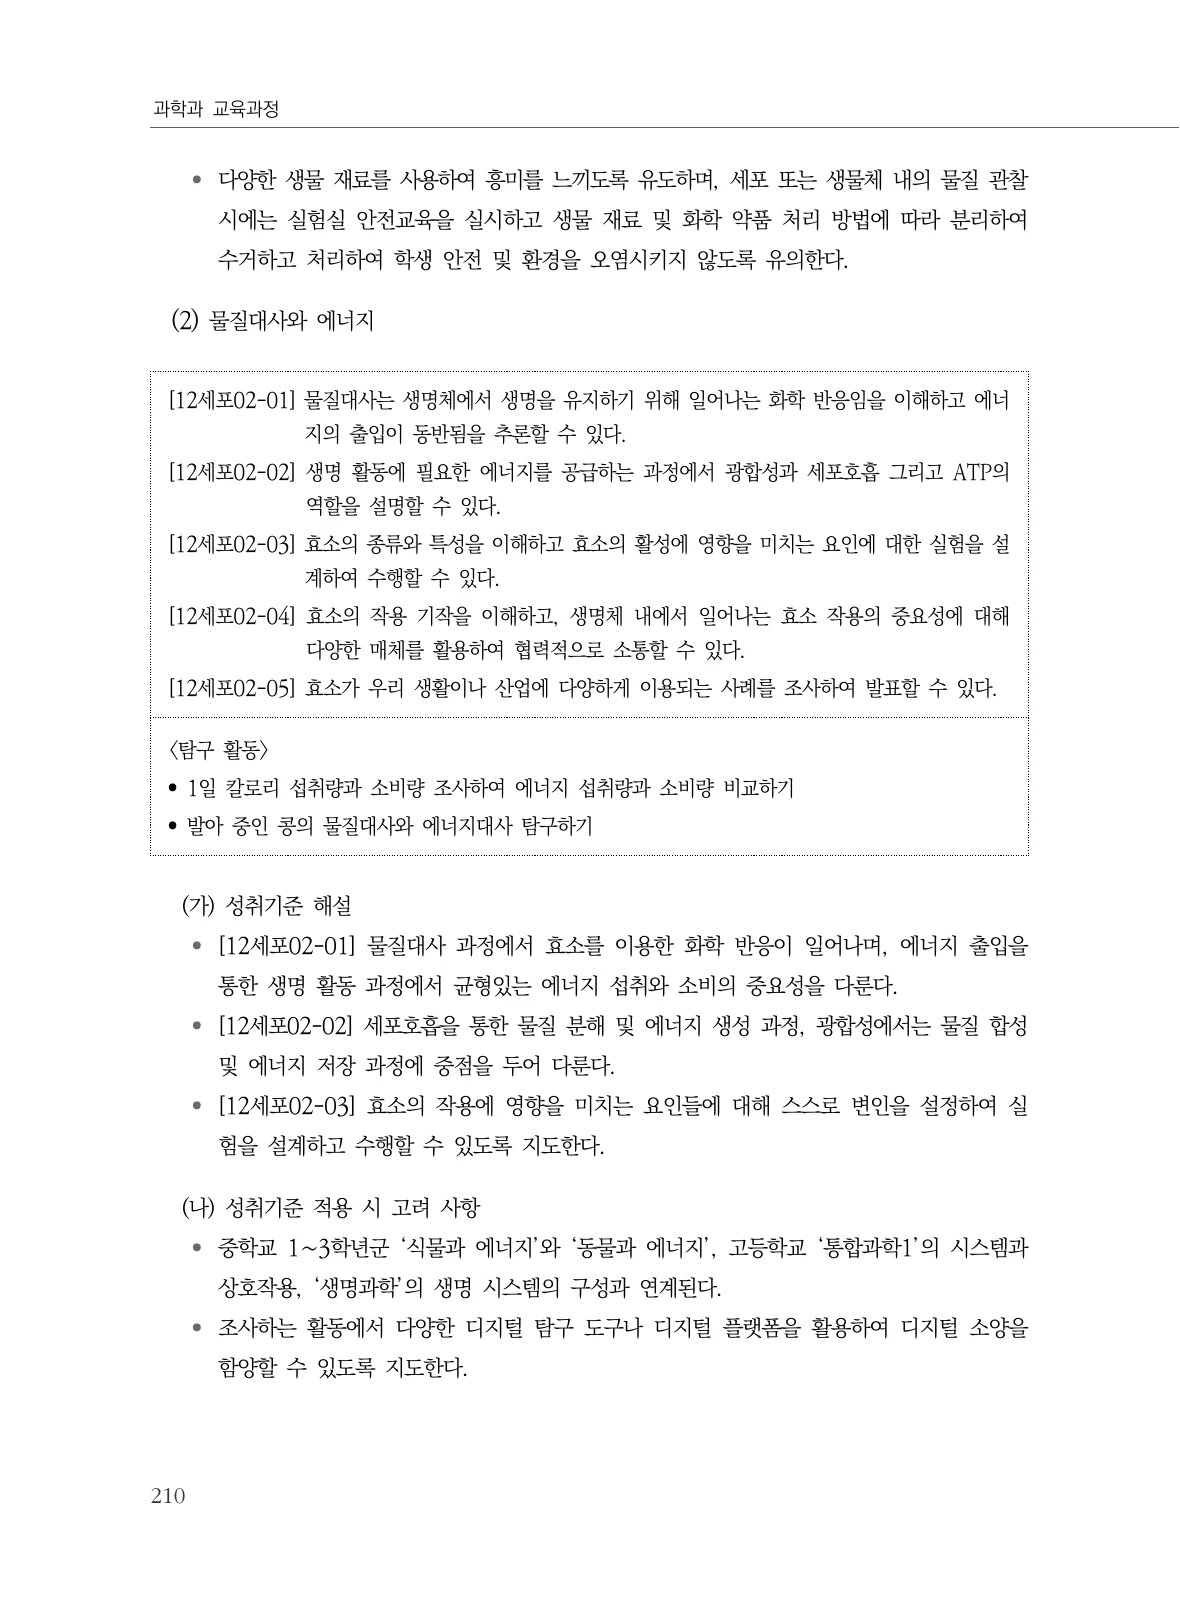 과학과 교육과정
• 다양한 생물 재료를 사용하여 흥미를 느끼도록 유도하며, 세포 또는 생물체 내의 물질 관찰
시에는 실험실 안전교육을 실시하고 생물 재료 및 화학 약품 처리 방법에 따라 분리하여
수거하고 처리하여 학생 안전 및 환경을 오염시키지 않도록 유의한다.
(2) 물질대사와 에너지
[12세포02-01] 물질대사는 생명체에서 생명을 유지하기 위해 일어나는 화학 반응임을 이해하고 에너
지의 출입이 동반됨을 추론할 수 있다.
[12세포02-02] 생명 활동에 필요한 에너지를 공급하는 과정에서 광합성과 세포호흡 그리고 ATP의
역할을 설명할 수 있다.
[12세포02-03] 효소의 종류와 특성을 이해하고 효소의 활성에 영향을 미치는 요인에 대한 실험을 설
계하여 수행할 수 있다.
[12세포02-04] 효소의 작용 기작을 이해하고, 생명체 내에서 일어나는 효소 작용의 중요성에 대해
다양한 매체를 활용하여 협력적으로 소통할 수 있다.
[12세포02-05] 효소가 우리 생활이나 산업에 다양하게 이용되는 사례를 조사하여 발표할 수 있다.
〈탐구 활동〉
• 1일 칼로리 섭취량과 소비량 조사하여 에너지 섭취량과 소비량 비교하기
• 발아 중인 콩의 물질대사와 에너지대사 탐구하기
(가) 성취기준 해설
• [12세포02-01] 물질대사 과정에서 효소를 이용한 화학 반응이 일어나며, 에너지 출입을
통한 생명 활동 과정에서 균형있는 에너지 섭취와 소비의 중요성을 다룬다.
• [12세포02-02] 세포호흡을 통한 물질 분해 및 에너지 생성 과정, 광합성에서는 물질 합성
및 에너지 저장 과정에 중점을 두어 다룬다.
• [12세포02-03] 효소의 작용에 영향을 미치는 요인들에 대해 스스로 변인을 설정하여 실
험을 설계하고 수행할 수 있도록 지도한다.
(나) 성취기준 적용 시 고려 사항
• 중학교 1~3학년군 ‘식물과 에너지’와 ‘동물과 에너지’, 고등학교 ‘통합과학1’의 시스템과
상호작용, ‘생명과학’의 생명 시스템의 구성과 연계된다.
• 조사하는 활동에서 다양한 디지털 탐구 도구나 디지털 플랫폼을 활용하여 디지털 소양을
함양할 수 있도록 지도한다.
210